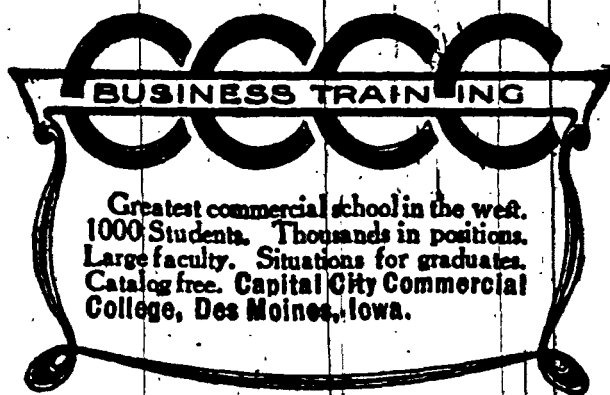 CCCC
BUSINESS TRAINING
Greatest commercial school in the west.
1000 Students. Thousands in positions.
Large faculty. Situations for graduates.
Catalog free. Capital City Commercial
College, Des Moines, Iowa.